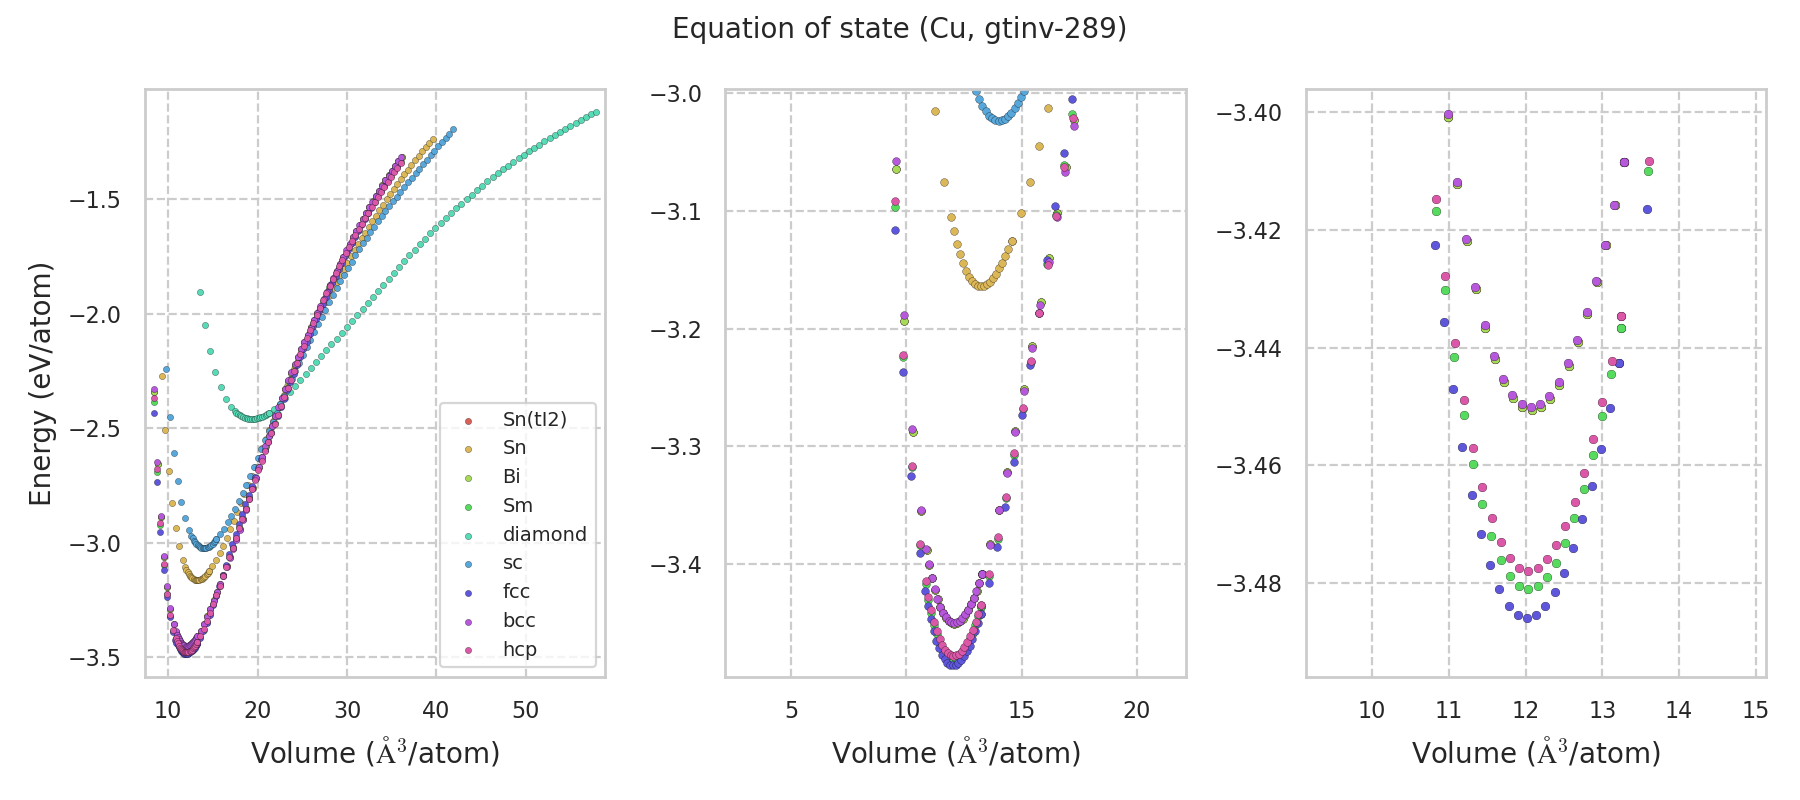 Equation of state (Cu, gtinv-289)
Energy (eV/atom)
−1.5
−2.0
−2.5
−3.0
−3.5
10 20 30 40 50
Volume (Å³/atom)
Sn(tI2)
Sn
Bi
Sm
diamond
sc
fcc
bcc
hcp
−3.0
−3.1
−3.2
−3.3
−3.4
5 10 15 20
Volume (Å³/atom)
−3.40
−3.42
−3.44
−3.46
−3.48
10 11 12 13 14 15
Volume (Å³/atom)